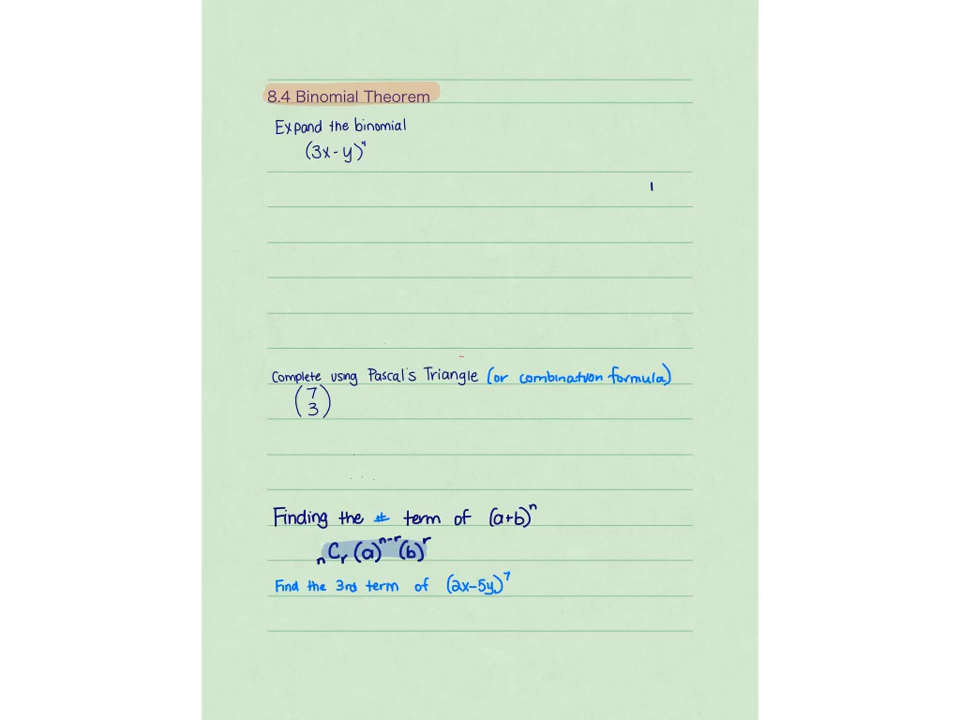 8.4 Binomial Theorem
Expand the binomial
(3x-y)⁴
Complete using Pascal's Triangle (or combination formula)
(7
3)
Finding the # term of (a+b)ⁿ
ₙCᵣ (a)ⁿ⁻ʳ (b)ʳ
Find the 3rd term of (2x-5y)⁷